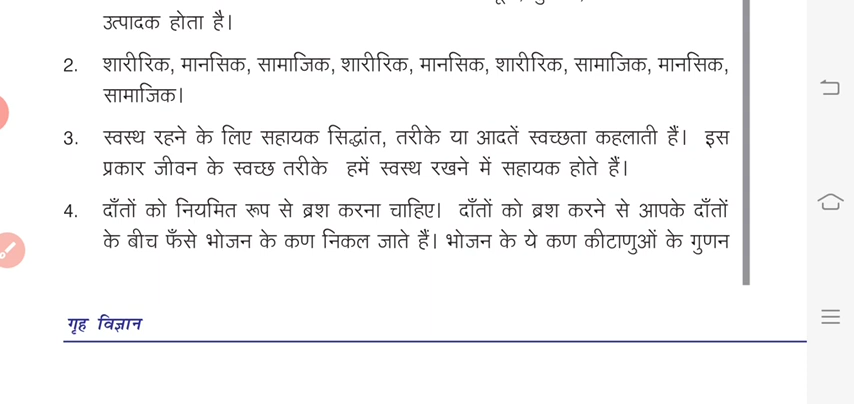 उत्पादक होता है।
2. शारीरिक, मानसिक, सामाजिक, शारीरिक, मानसिक, शारीरिक, सामाजिक, मानसिक,
सामाजिक।
3. स्वस्थ रहने के लिए सहायक सिद्धांत, तरीके या आदतें स्वच्छता कहलाती हैं। इस
प्रकार जीवन के स्वच्छ तरीके हमें स्वस्थ रखने में सहायक होते हैं।
4. दाँतों को नियमित रूप से ब्रश करना चाहिए। दाँतों को ब्रश करने से आपके दाँतों
के बीच फँसे भोजन के कण निकल जाते हैं। भोजन के ये कण कीटाणुओं के गुणन
गृह विज्ञान